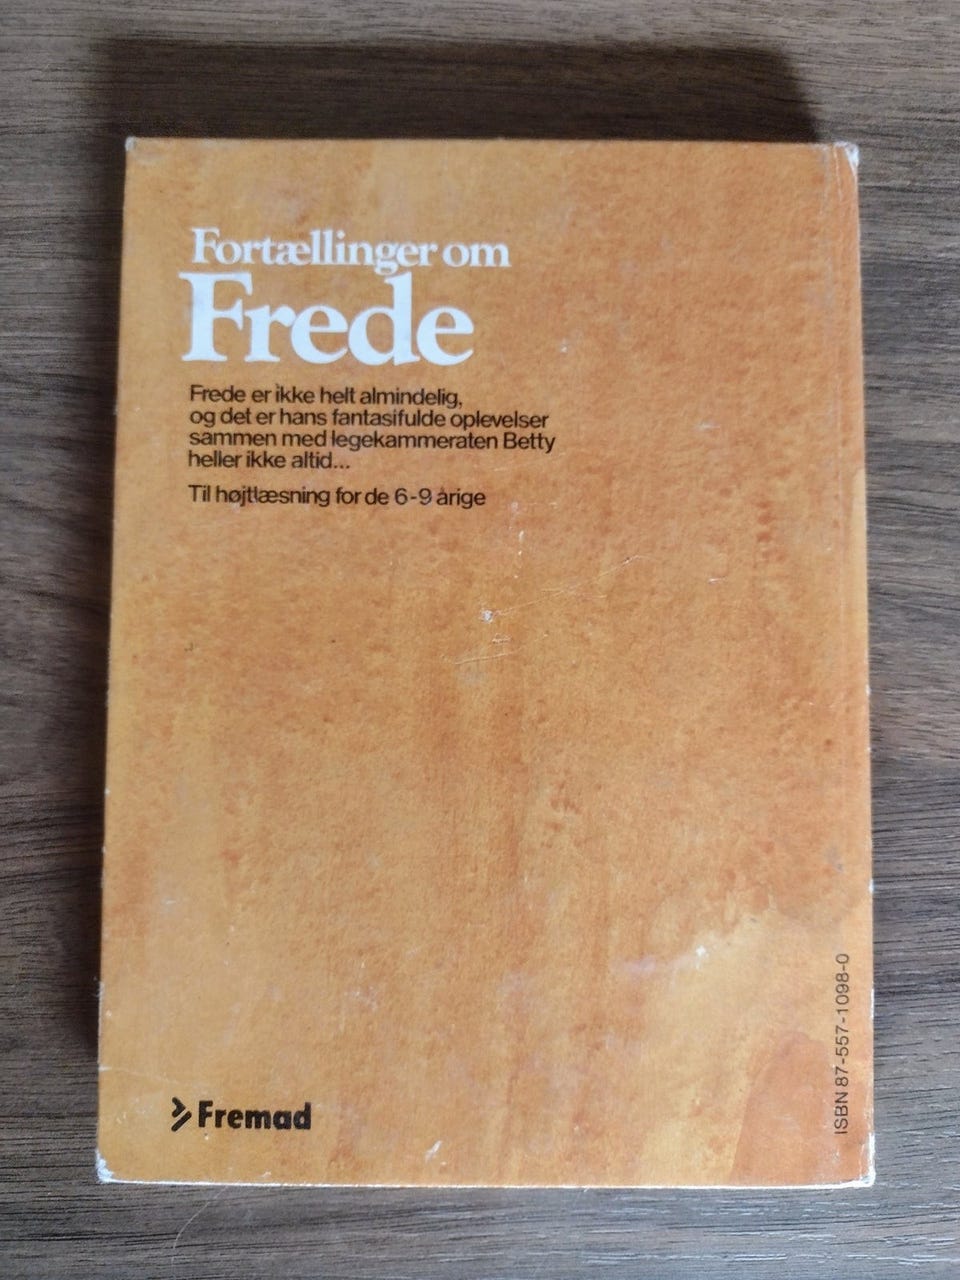 Fortællinger om
Frede
Frede er ikke helt almindelig,
og det er hans fantasifulde oplevelser
sammen med legekammeraten Betty
heller ikke altid...
Til højtlæsning for de 6-9 årige
Fremad
ISBN 87-557-1098-0